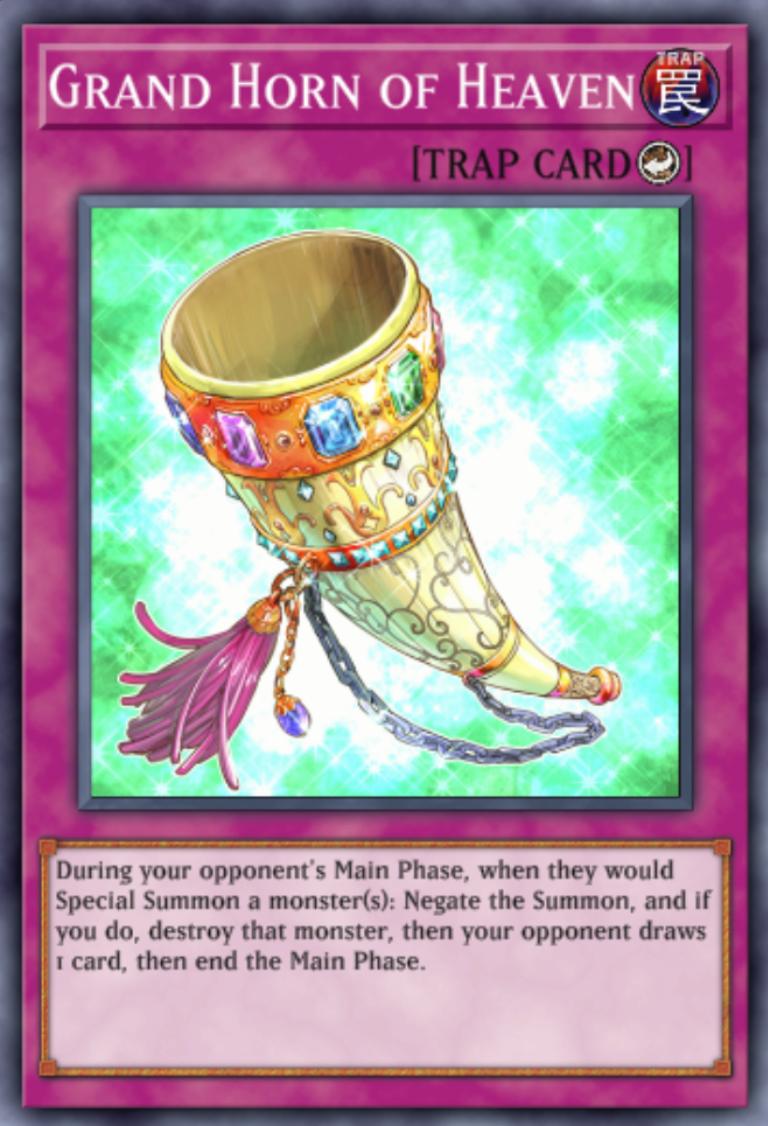 GRAND HORN OF HEAVEN
TRAP
罠
[TRAP CARD]
During your opponent's Main Phase, when they would
Special Summon a monster(s): Negate the Summon, and if
you do, destroy that monster, then your opponent draws
1 card, then end the Main Phase.